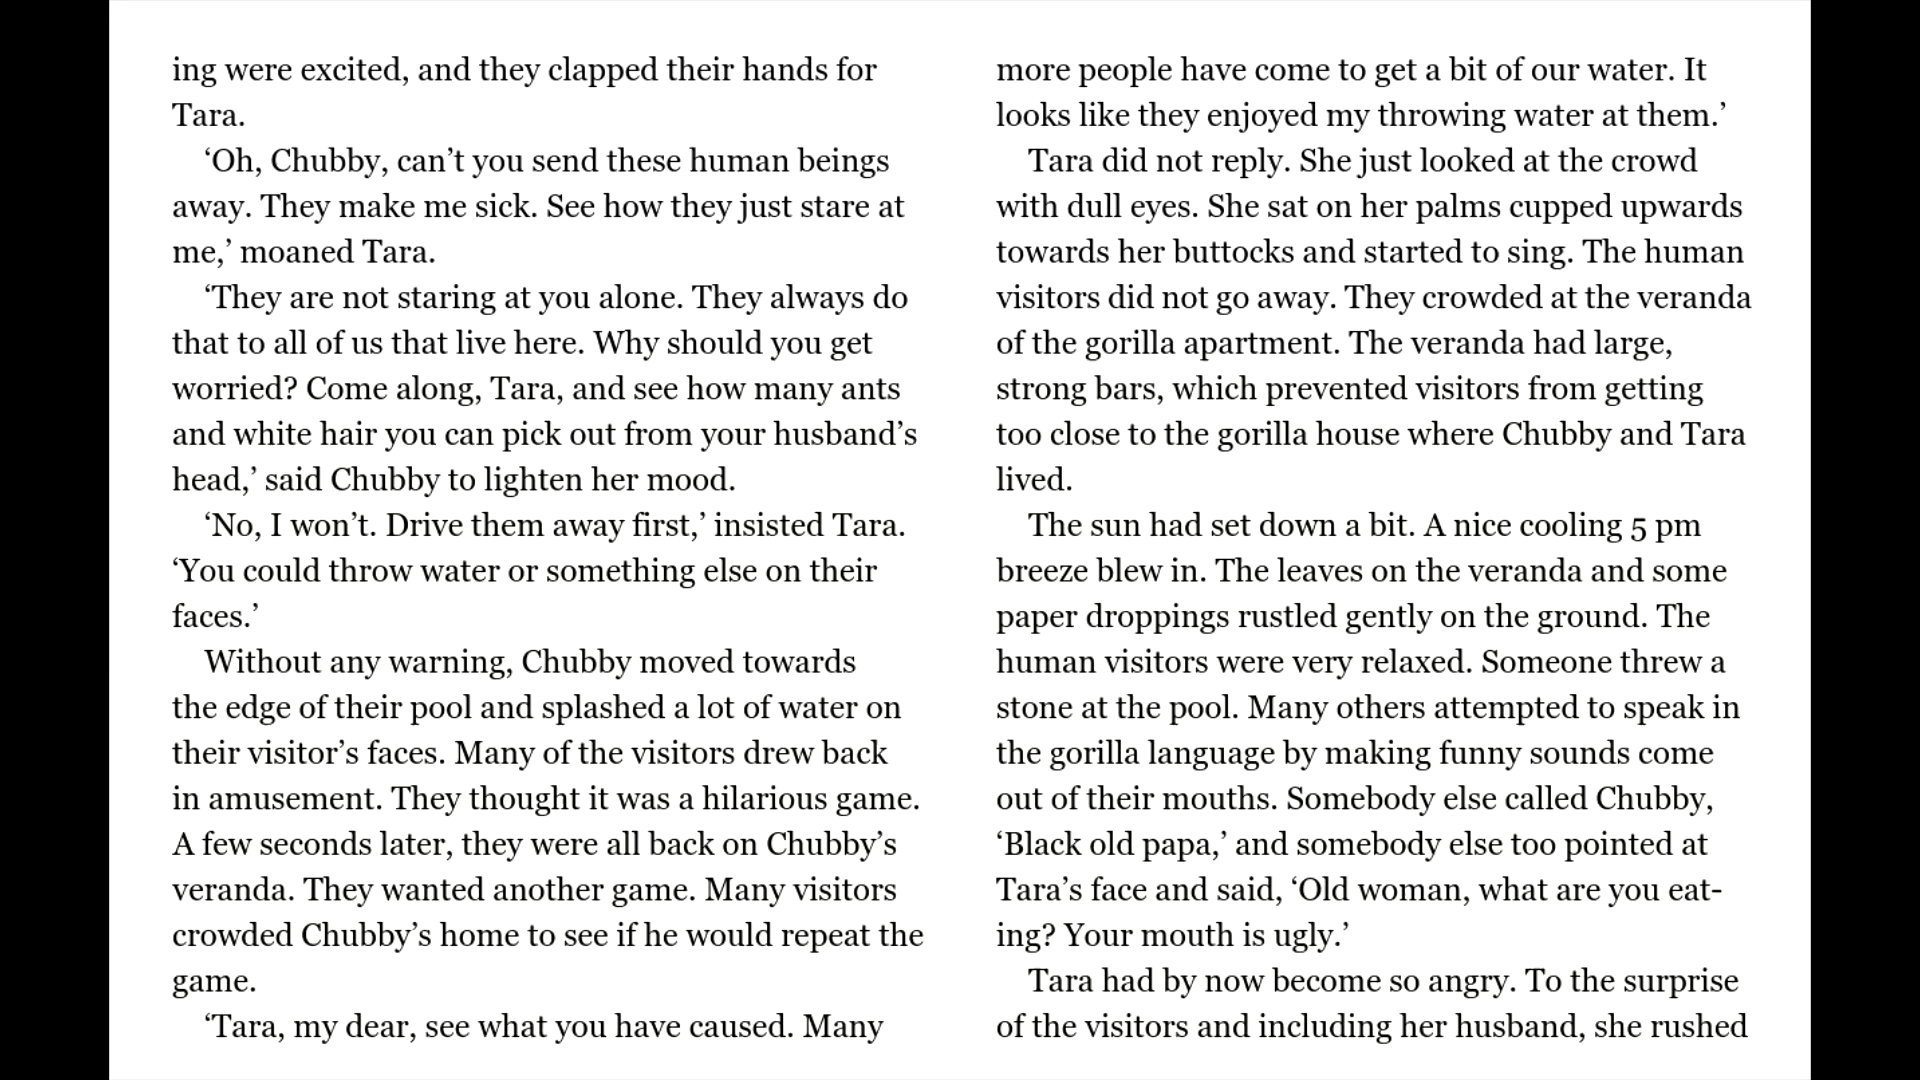 ing were excited, and they clapped their hands for
Tara.
‘Oh, Chubby, can’t you send these human beings
away. They make me sick. See how they just stare at
me,’ moaned Tara.
‘They are not staring at you alone. They always do
that to all of us that live here. Why should you get
worried? Come along, Tara, and see how many ants
and white hair you can pick out from your husband’s
head,’ said Chubby to lighten her mood.
‘No, I won’t. Drive them away first,’ insisted Tara.
‘You could throw water or something else on their
faces.’
Without any warning, Chubby moved towards
the edge of their pool and splashed a lot of water on
their visitor’s faces. Many of the visitors drew back
in amusement. They thought it was a hilarious game.
A few seconds later, they were all back on Chubby’s
veranda. They wanted another game. Many visitors
crowded Chubby’s home to see if he would repeat the
game.
‘Tara, my dear, see what you have caused. Many
more people have come to get a bit of our water. It
looks like they enjoyed my throwing water at them.’
Tara did not reply. She just looked at the crowd
with dull eyes. She sat on her palms cupped upwards
towards her buttocks and started to sing. The human
visitors did not go away. They crowded at the veranda
of the gorilla apartment. The veranda had large,
strong bars, which prevented visitors from getting
too close to the gorilla house where Chubby and Tara
lived.
The sun had set down a bit. A nice cooling 5 pm
breeze blew in. The leaves on the veranda and some
paper droppings rustled gently on the ground. The
human visitors were very relaxed. Someone threw a
stone at the pool. Many others attempted to speak in
the gorilla language by making funny sounds come
out of their mouths. Somebody else called Chubby,
‘Black old papa,’ and somebody else too pointed at
Tara’s face and said, ‘Old woman, what are you eat-
ing? Your mouth is ugly.’
Tara had by now become so angry. To the surprise
of the visitors and including her husband, she rushed